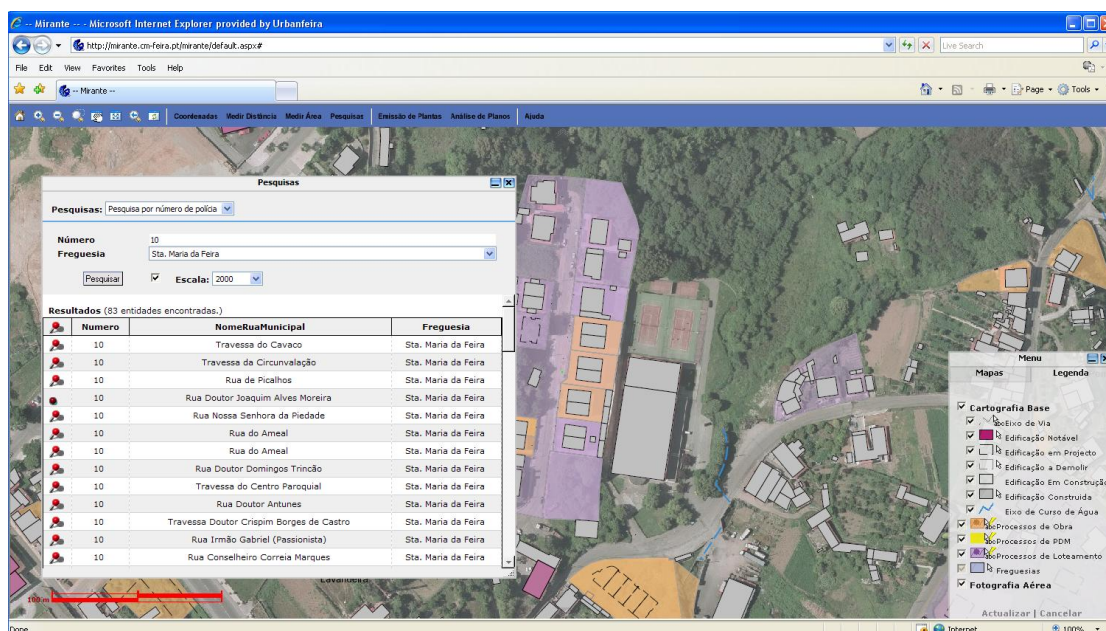 -- Mirante -- - Microsoft Internet Explorer provided by Urbanfeira
http://mirante.cm-feira.pt/mirante/default.aspx#
Live Search
File Edit View Favorites Tools Help
-- Mirante --
Page Tools
Coordenadas Medir Distância Medir Área Pesquisas Emissão de Plantas Análise de Planos Ajuda
Pesquisas
Pesquisas: Pesquisa por número de polícia
Número 10
Freguesia Sta. Maria da Feira
Pesquisar Escala: 2000
Resultados (83 entidades encontradas.)
Numero NomeRuaMunicipal Freguesia
10 Travessa do Cavaco Sta. Maria da Feira
10 Travessa da Circunvalação Sta. Maria da Feira
10 Rua de Picalhos Sta. Maria da Feira
10 Rua Doutor Joaquim Alves Moreira Sta. Maria da Feira
10 Rua Nossa Senhora da Piedade Sta. Maria da Feira
10 Rua do Ameal Sta. Maria da Feira
10 Rua do Ameal Sta. Maria da Feira
10 Rua Doutor Domingos Trincão Sta. Maria da Feira
10 Travessa do Centro Paroquial Sta. Maria da Feira
10 Rua Doutor Antunes Sta. Maria da Feira
10 Travessa Doutor Crispim Borges de Castro Sta. Maria da Feira
10 Rua Irmão Gabriel (Passionista) Sta. Maria da Feira
10 Rua Conselheiro Correia Marques Sta. Maria da Feira
Lavandeira
100 m
Menu
Mapas Legenda
Cartografia Base
abc Eixo de Via
Edificação Notável
Edificação em Projecto
Edificação a Demolir
Edificação Em Construção
Edificação Construida
Eixo de Curso de Água
abc Processos de Obra
abc Processos de PDM
abc Processos de Loteamento
Freguesias
Fotografia Aérea
Actualizar | Cancelar
Done
Internet
100%